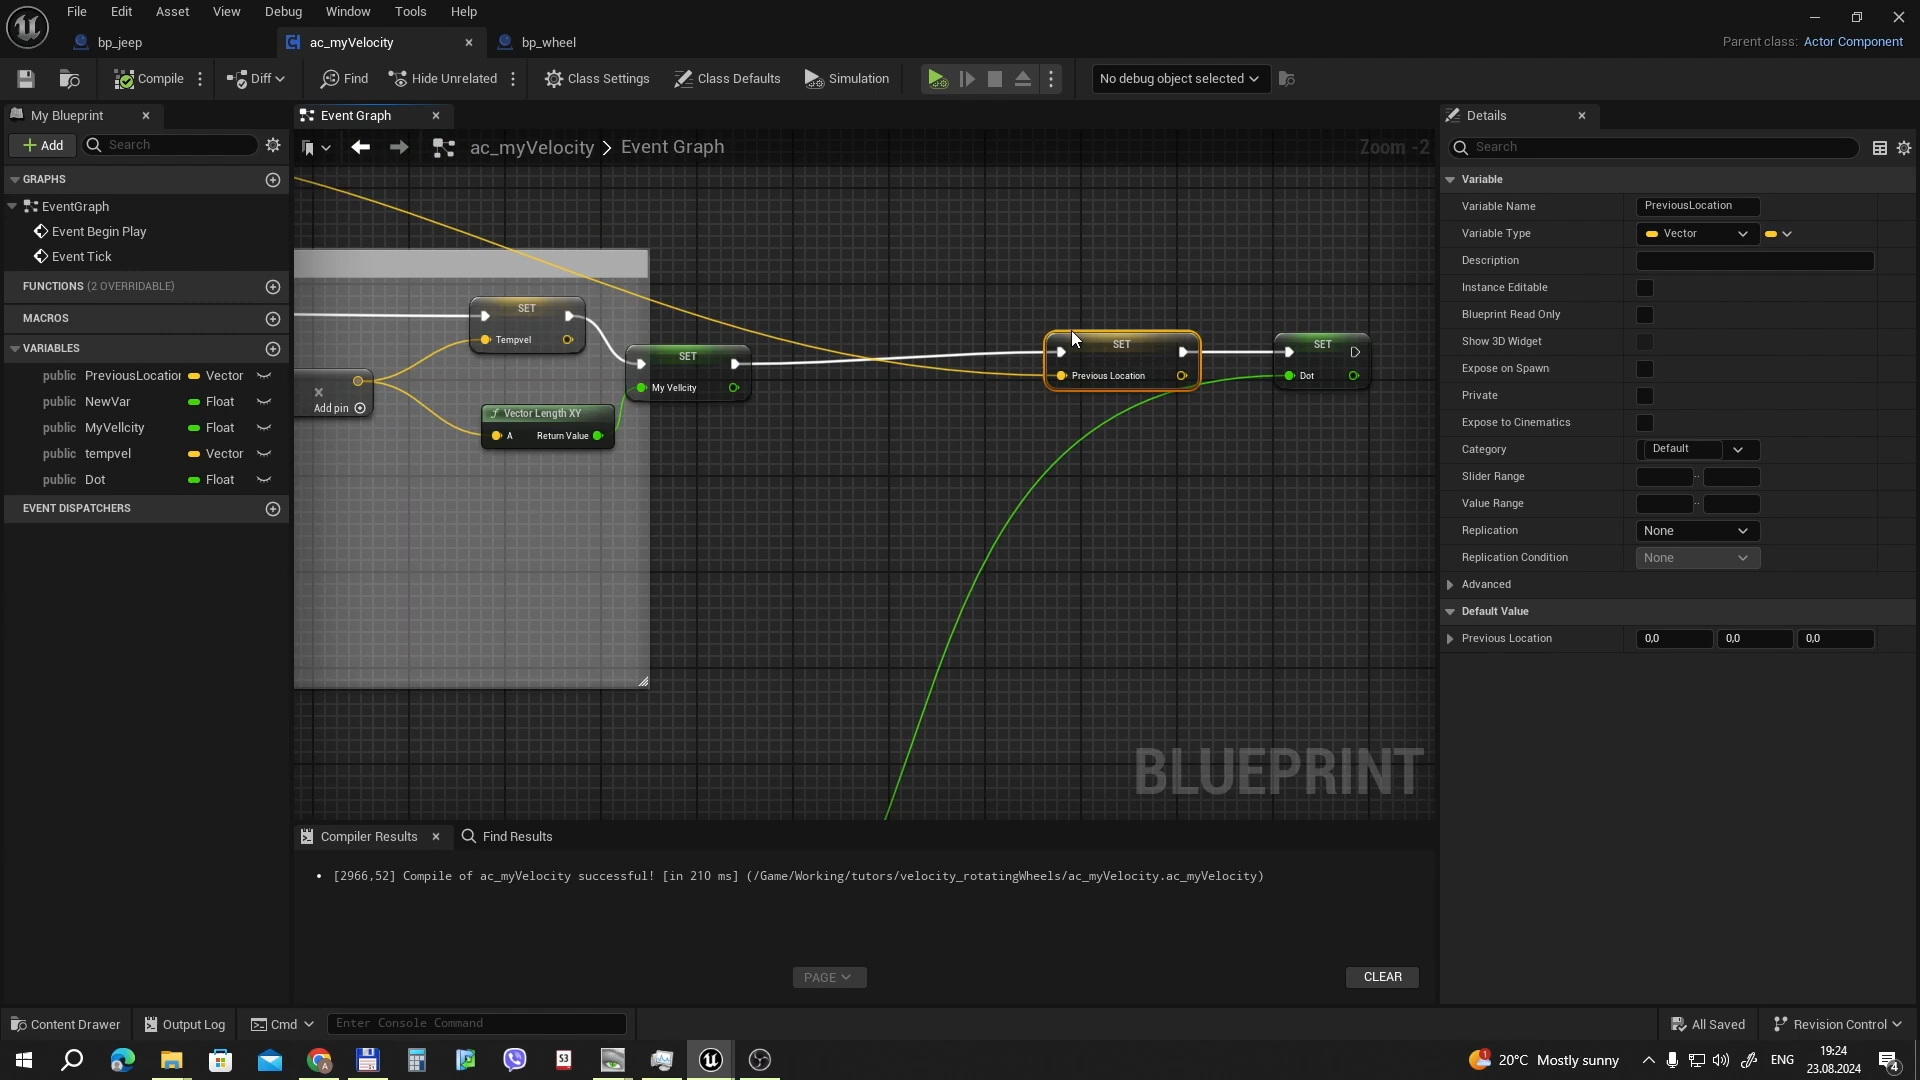 File Edit Asset View Debug Window Tools Help
bp_jeep ac_myVelocity bp_wheel
Parent class: Actor Component
Compile Diff Find Hide Unrelated Class Settings Class Defaults Simulation No debug object selected
My Blueprint
Add Search
GRAPHS
EventGraph
Event Begin Play
Event Tick
FUNCTIONS (2 OVERRIDABLE)
MACROS
VARIABLES
public PreviousLocation Vector
public NewVar Float
public MyVellcity Float
public tempvel Vector
public Dot Float
EVENT DISPATCHERS
Event Graph
ac_myVelocity > Event Graph
Zoom -2
SET
Tempvel
Add pin
Vector Length XY
A Return Value
SET
My Vellcity
SET
Previous Location
SET
Dot
BLUEPRINT
Compiler Results Find Results
[2966,52] Compile of ac_myVelocity successful! [in 210 ms] (/Game/Working/tutors/velocity_rotatingWheels/ac_myVelocity.ac_myVelocity)
PAGE
CLEAR
Details
Search
Variable
Variable Name PreviousLocation
Variable Type Vector
Description
Instance Editable
Blueprint Read Only
Show 3D Widget
Expose on Spawn
Private
Expose to Cinematics
Category Default
Slider Range
Value Range
Replication None
Replication Condition None
Advanced
Default Value
Previous Location 0,0 0,0 0,0
Content Drawer Output Log Cmd Enter Console Command All Saved Revision Control
20°C Mostly sunny ENG 19:24
23.08.2024 4